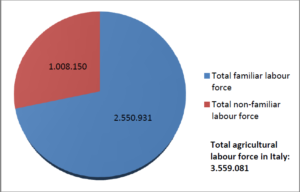 1.008.150
2.550.931
Total familiar labour
force
Total non-familiar
labour force
Total agricultural
labour force in Italy:
3.559.081